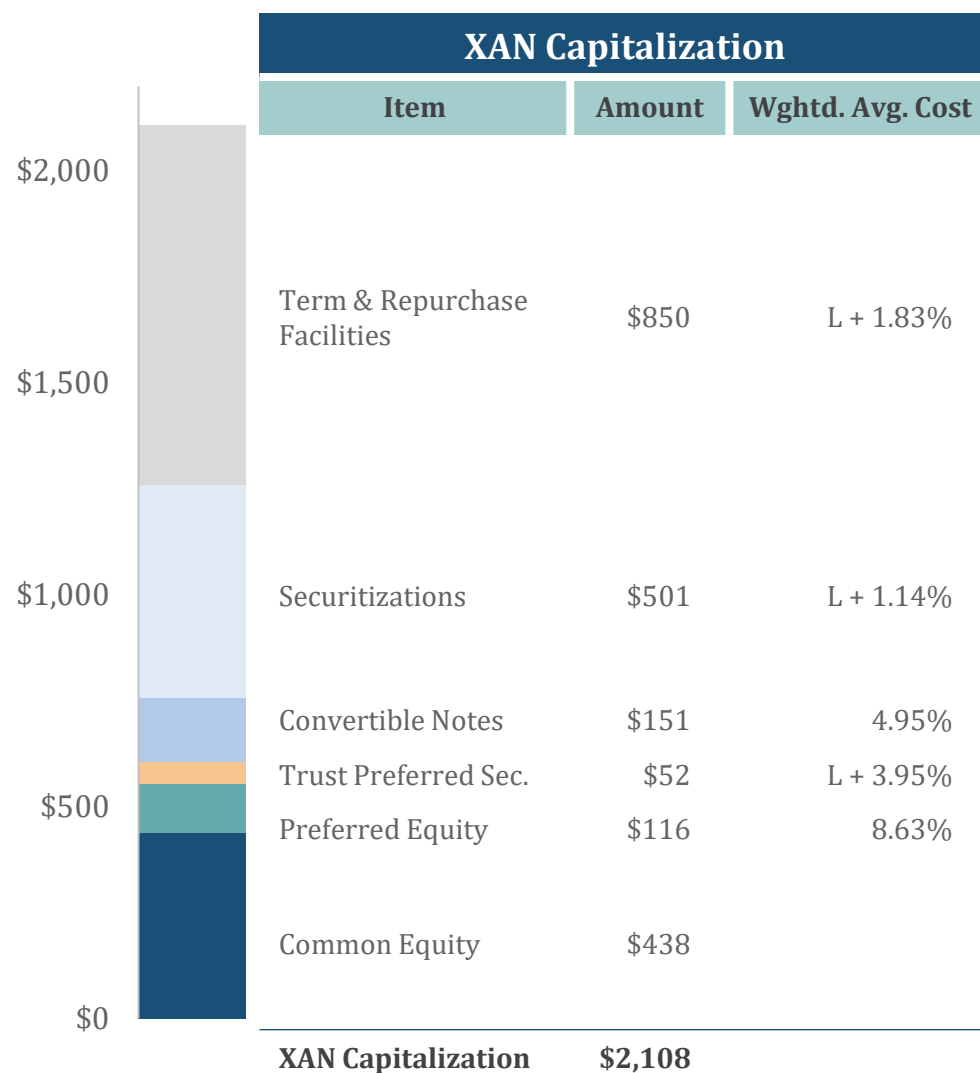 XAN Capitalization
Item Amount Wghtd. Avg. Cost
$2,000
Term & Repurchase
Facilities
$850 L + 1.83%
$1,500
$1,000
Securitizations $501 L + 1.14%
Convertible Notes $151 4.95%
Trust Preferred Sec. $52 L + 3.95%
$500
Preferred Equity $116 8.63%
Common Equity $438
$0
XAN Capitalization $2,108